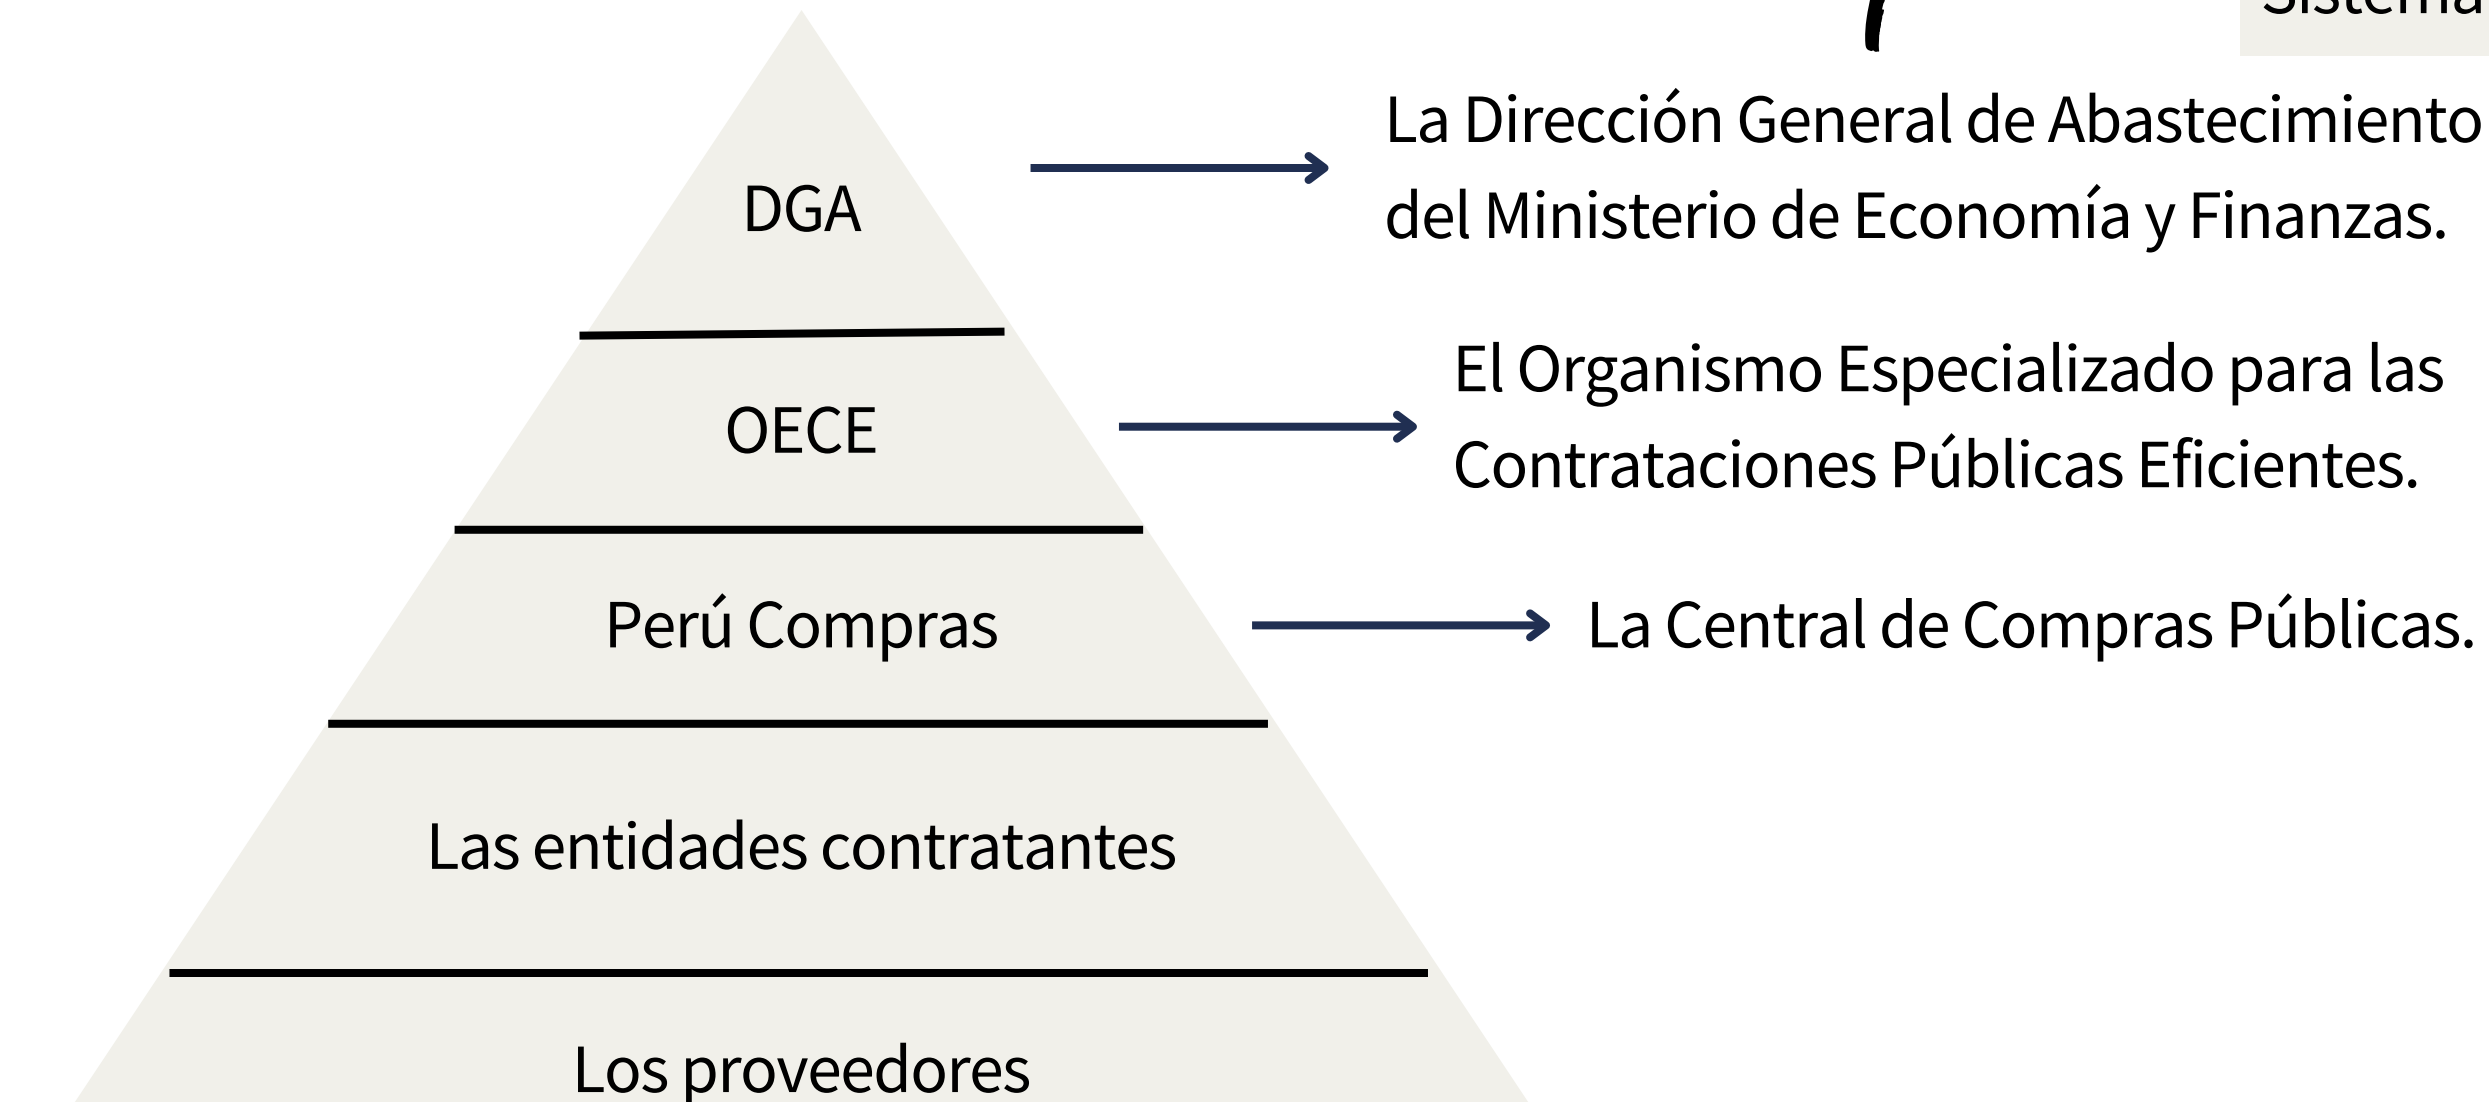 Sistema
DGA
La Dirección General de Abastecimiento
del Ministerio de Economía y Finanzas.
OECE
El Organismo Especializado para las
Contrataciones Públicas Eficientes.
Perú Compras
La Central de Compras Públicas.
Las entidades contratantes
Los proveedores